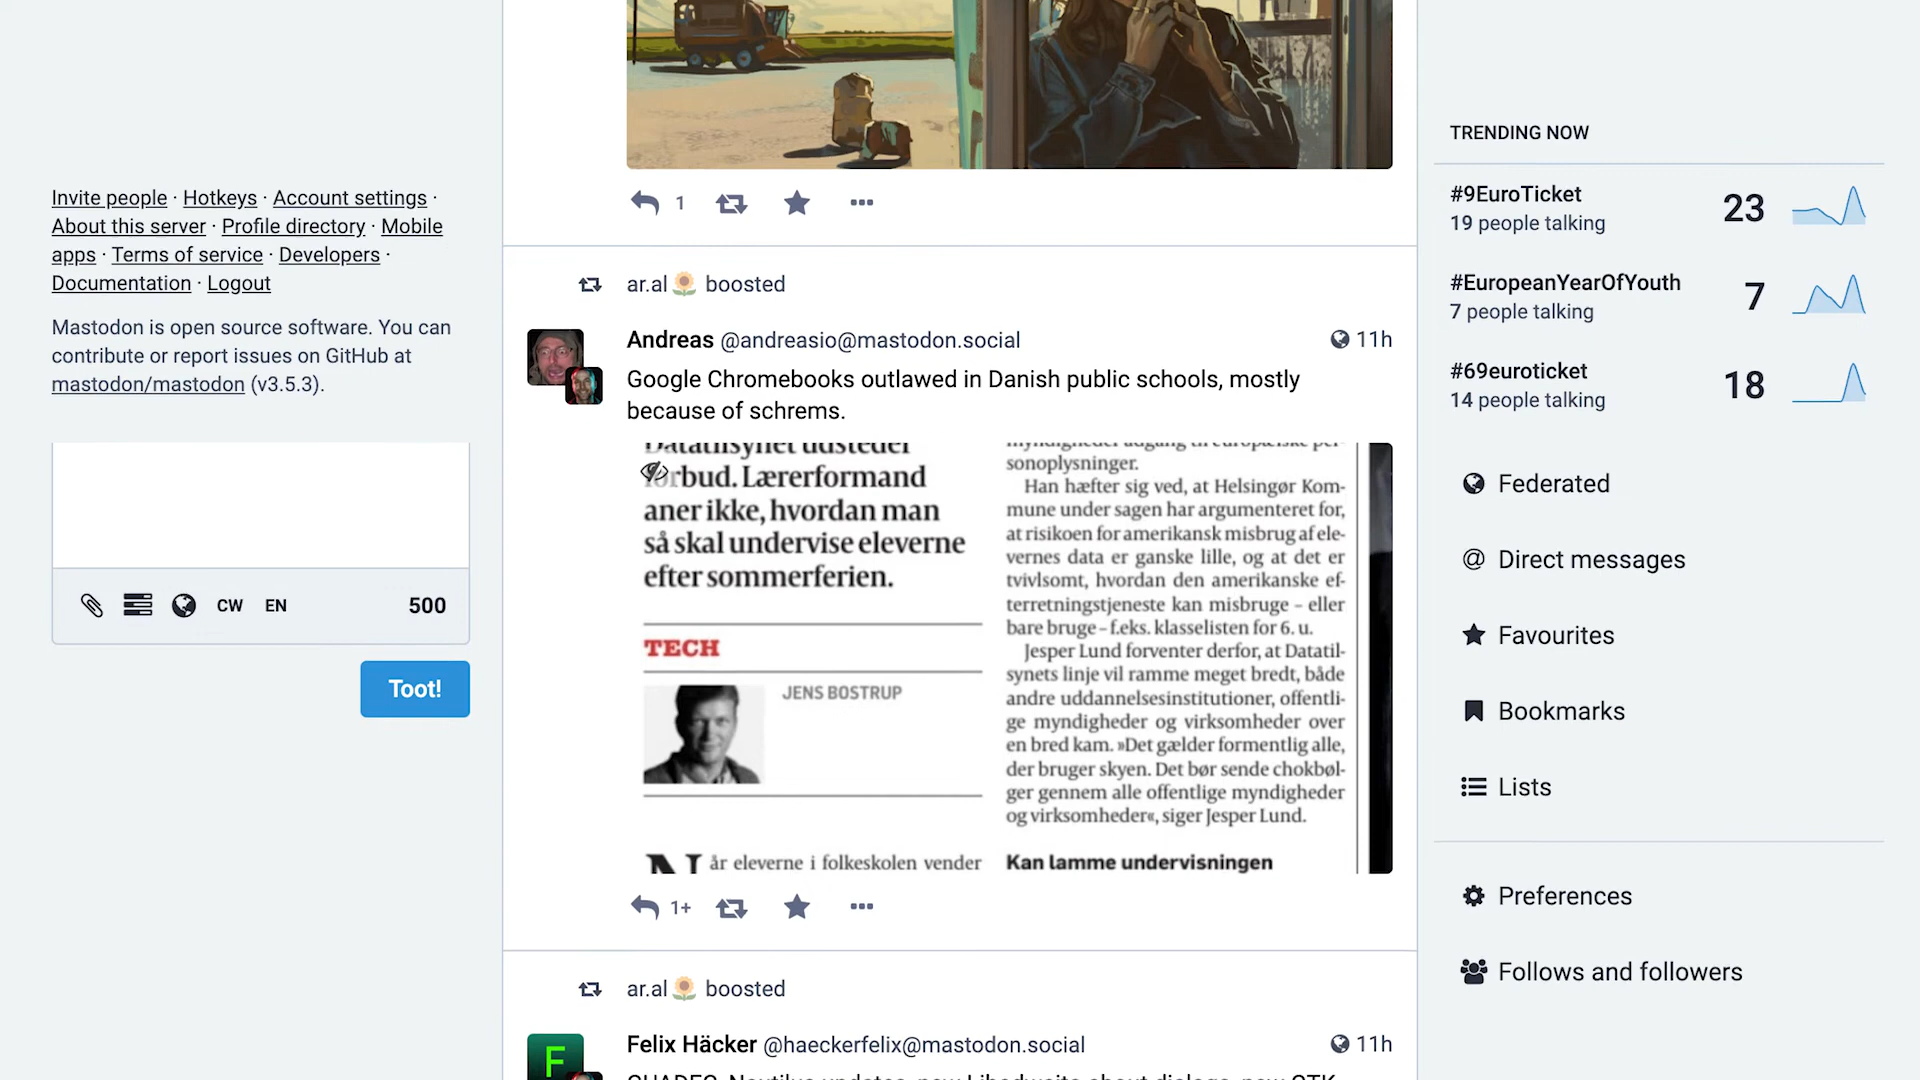 Invite people · Hotkeys · Account settings ·
About this server · Profile directory · Mobile
apps · Terms of service · Developers ·
Documentation · Logout
Mastodon is open source software. You can
contribute or report issues on GitHub at
mastodon/mastodon (v3.5.3).
CW EN 500
Toot!
1
ar.al boosted
Andreas @andreasio@mastodon.social 11h
Google Chromebooks outlawed in Danish public schools, mostly
because of schrems.
Datatilsynet udsteder
forbud. Lærerformand
aner ikke, hvordan man
så skal undervise eleverne
efter sommerferien.
TECH
JENS BOSTRUP
Når eleverne i folkeskolen vender
myndigheder adgang til europæiske per-
sonoplysninger.
Han hæfter sig ved, at Helsingør Kom-
mune under sagen har argumenteret for,
at risikoen for amerikansk misbrug af ele-
vernes data er ganske lille, og at det er
tvivlsomt, hvordan den amerikanske ef-
terretningstjeneste kan misbruge – eller
bare bruge – f.eks. klasselisten for 6. u.
Jesper Lund forventer derfor, at Datatil-
synets linje vil ramme meget bredt, både
andre uddannelsesinstitutioner, offentli-
ge myndigheder og virksomheder over
en bred kam. »Det gælder formentlig alle,
der bruger skyen. Det bør sende chokbøl-
ger gennem alle offentlige myndigheder
og virksomheder«, siger Jesper Lund.
Kan lamme undervisningen
1+
ar.al boosted
Felix Häcker @haeckerfelix@mastodon.social 11h
F
TRENDING NOW
#9EuroTicket
19 people talking
23
#EuropeanYearOfYouth
7 people talking
7
#69euroticket
14 people talking
18
Federated
Direct messages
Favourites
Bookmarks
Lists
Preferences
Follows and followers